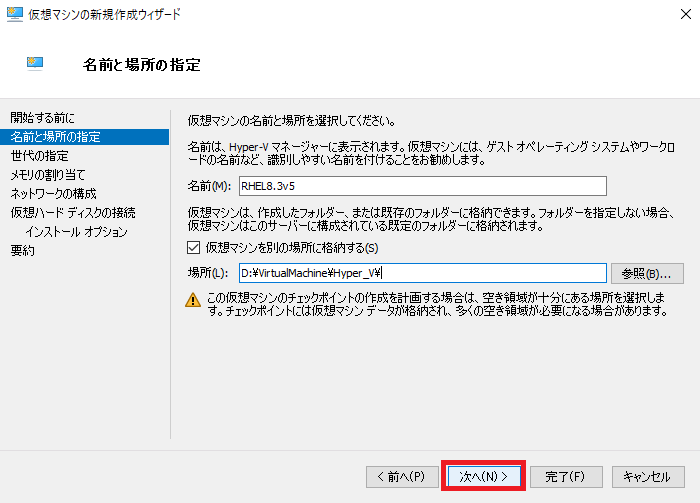 仮想マシンの新規作成ウィザード
名前と場所の指定
開始する前に
名前と場所の指定
世代の指定
メモリの割り当て
ネットワークの構成
仮想ハード ディスクの接続
インストール オプション
要約
仮想マシンの名前と場所を選択してください。
名前は、Hyper-V マネージャーに表示されます。仮想マシンには、ゲスト オペレーティング システムやワークロ
ードの名前など、識別しやすい名前を付けることをお勧めします。
名前(M): RHEL8.3v5
仮想マシンは、作成したフォルダー、または既存のフォルダーに格納できます。フォルダーを指定しない場合、
仮想マシンはこのサーバーに構成されている既定のフォルダーに格納されます。
仮想マシンを別の場所に格納する(S)
場所(L): D:¥VirtualMachine¥Hyper_V¥ 参照(B)...
この仮想マシンのチェックポイントの作成を計画する場合は、空き領域が十分にある場所を選択しま
す。チェックポイントには仮想マシン データが格納され、多くの空き領域が必要になる場合があります。
< 前へ(P) 次へ(N) > 完了(F) キャンセル